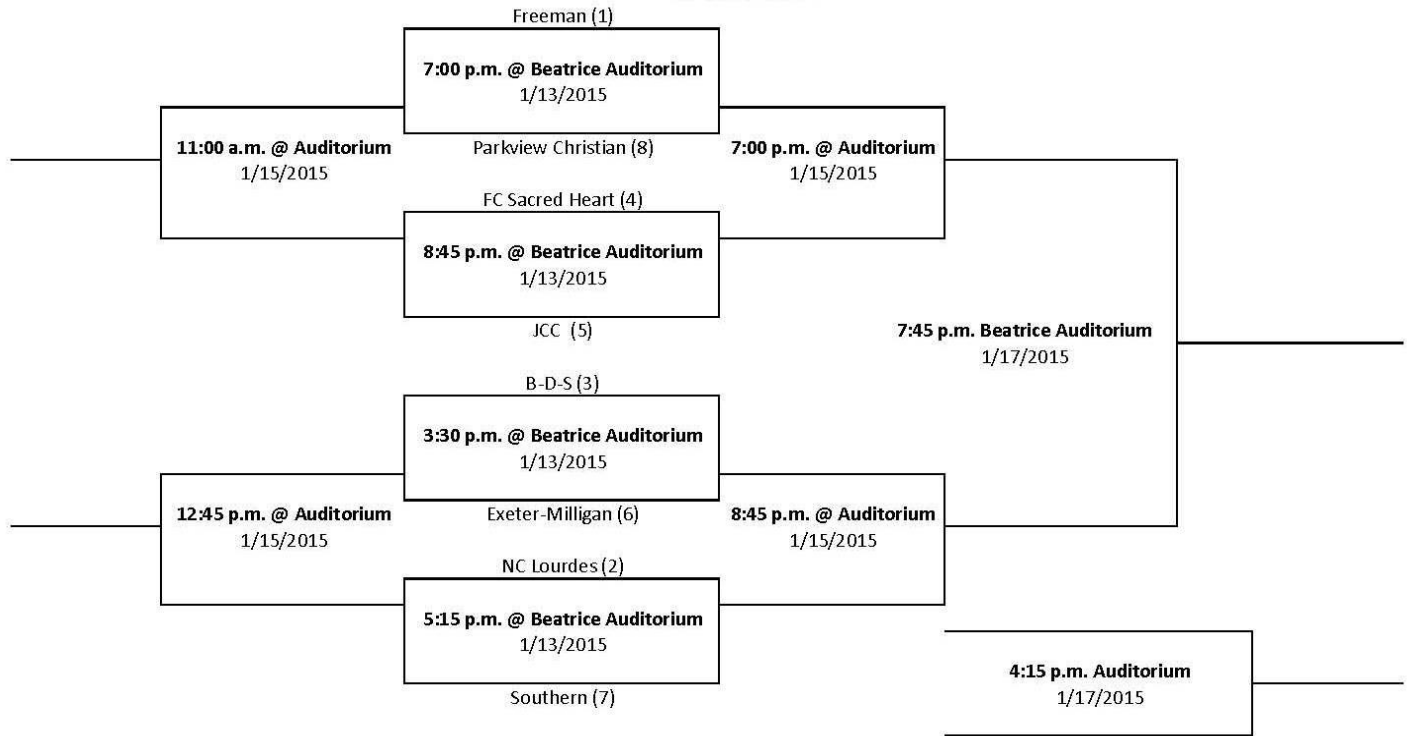 Freeman (1)
7:00 p.m. @ Beatrice Auditorium
1/13/2015
11:00 a.m. @ Auditorium
1/15/2015
Parkview Christian (8)
7:00 p.m. @ Auditorium
1/15/2015
FC Sacred Heart (4)
8:45 p.m. @ Beatrice Auditorium
1/13/2015
JCC (5)
7:45 p.m. Beatrice Auditorium
1/17/2015
B-D-S (3)
3:30 p.m. @ Beatrice Auditorium
1/13/2015
12:45 p.m. @ Auditorium
1/15/2015
Exeter-Milligan (6)
8:45 p.m. @ Auditorium
1/15/2015
NC Lourdes (2)
5:15 p.m. @ Beatrice Auditorium
1/13/2015
Southern (7)
4:15 p.m. Auditorium
1/17/2015